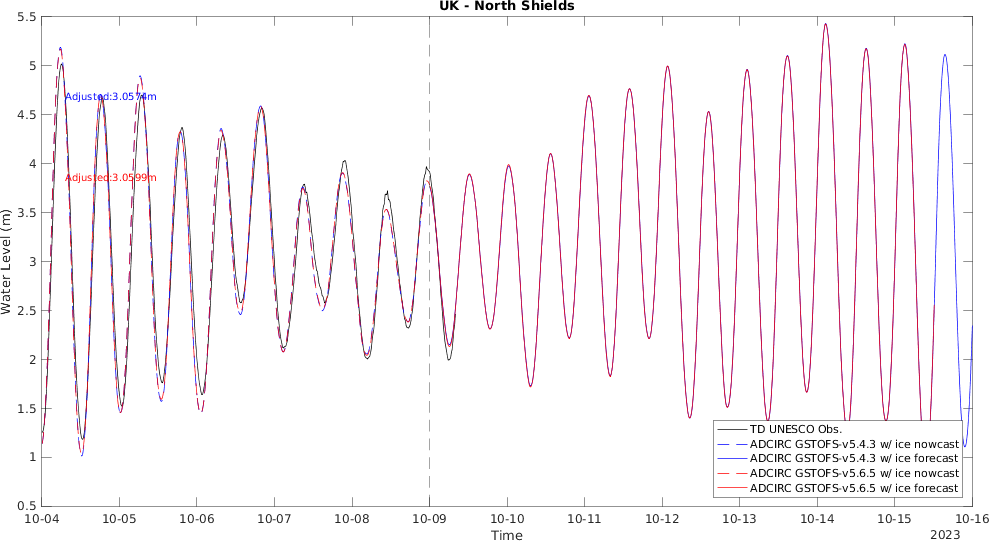 UK - North Shields
5.5
5
4.5
4
3.5
3
2.5
2
1.5
1
0.5
Water Level (m)
Adjusted:3.0574m
Adjusted:3.0599m
TD UNESCO Obs.
ADCIRC GSTOFS-v5.4.3 w/ ice nowcast
ADCIRC GSTOFS-v5.4.3 w/ ice forecast
ADCIRC GSTOFS-v5.6.5 w/ ice nowcast
ADCIRC GSTOFS-v5.6.5 w/ ice forecast
10-04 10-05 10-06 10-07 10-08 10-09 10-10 10-11 10-12 10-13 10-14 10-15 10-16
Time
2023